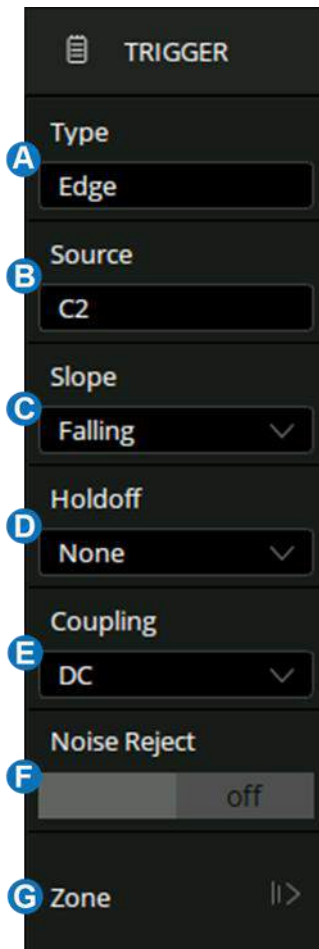 TRIGGER
Type
A
Edge
Source
B
C2
Slope
C
Falling
Holdoff
D
None
Coupling
E
DC
Noise Reject
F
off
G Zone